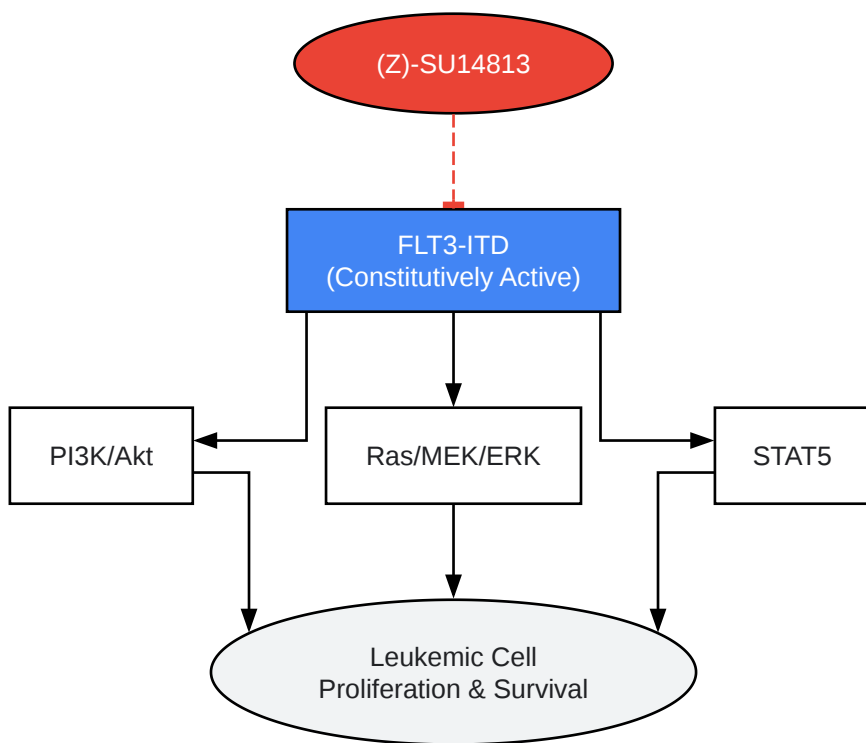 (Z)-SU14813
FLT3-ITD
(Constitutively Active)
PI3K/Akt
Ras/MEK/ERK
STAT5
Leukemic Cell
Proliferation & Survival